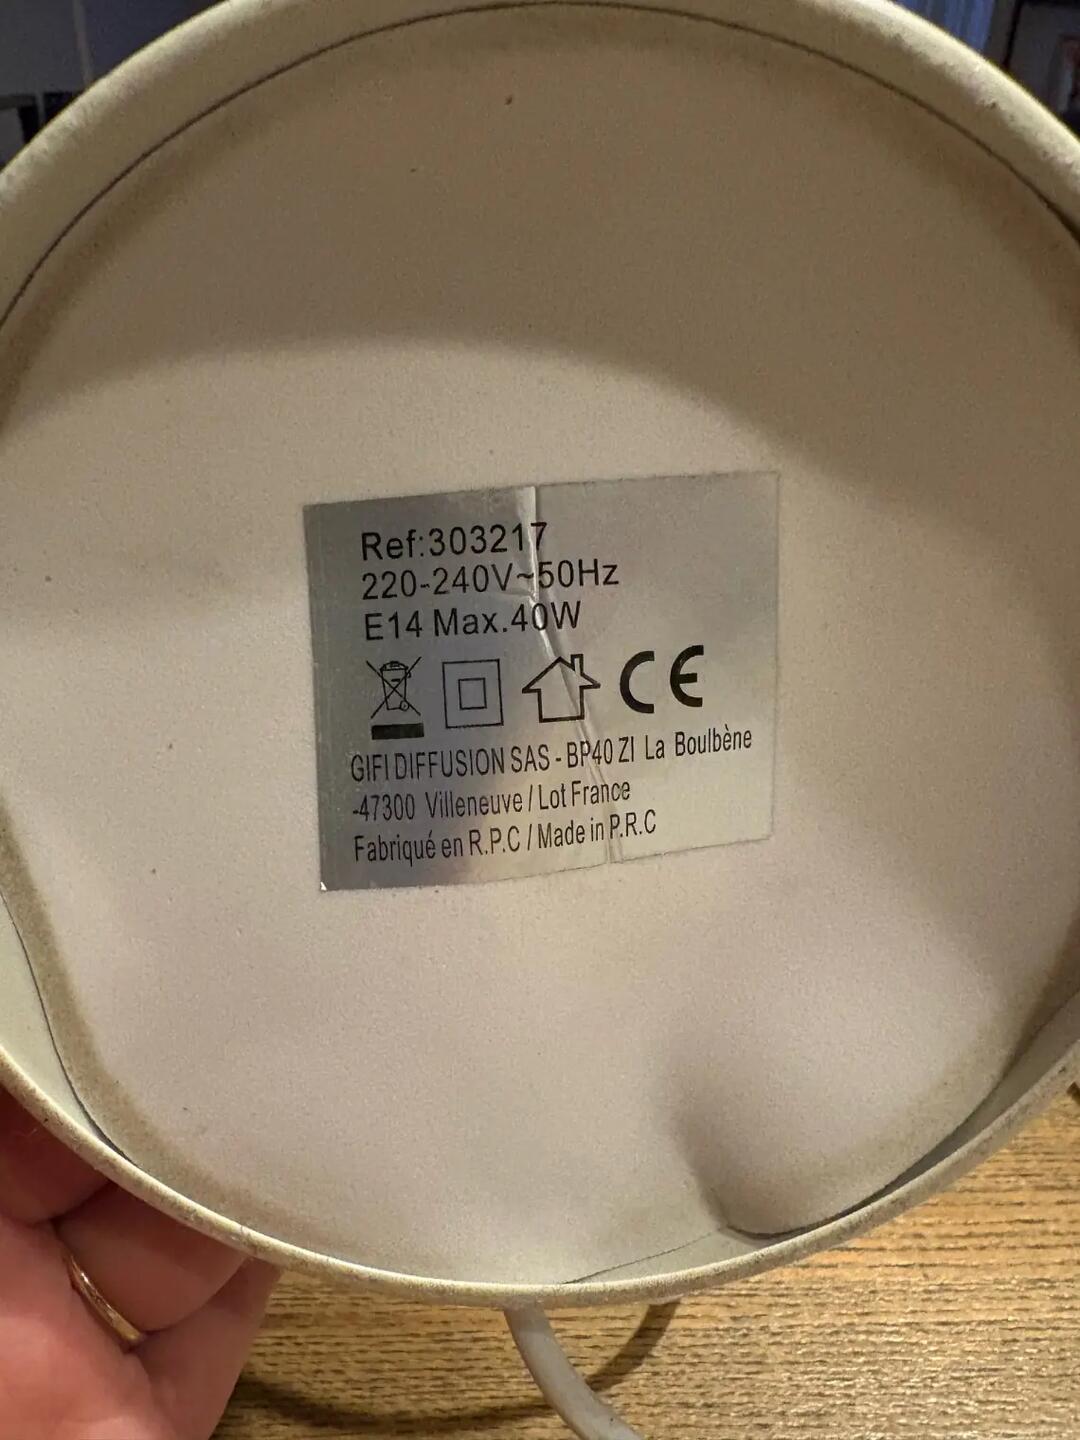 Ref:303217
220-240V~50Hz
E14 Max.40W
CE
GIFI DIFFUSION SAS - BP40 ZI La Boulbène
-47300 Villeneuve / Lot France
Fabriqué en R.P.C / Made in P.R.C